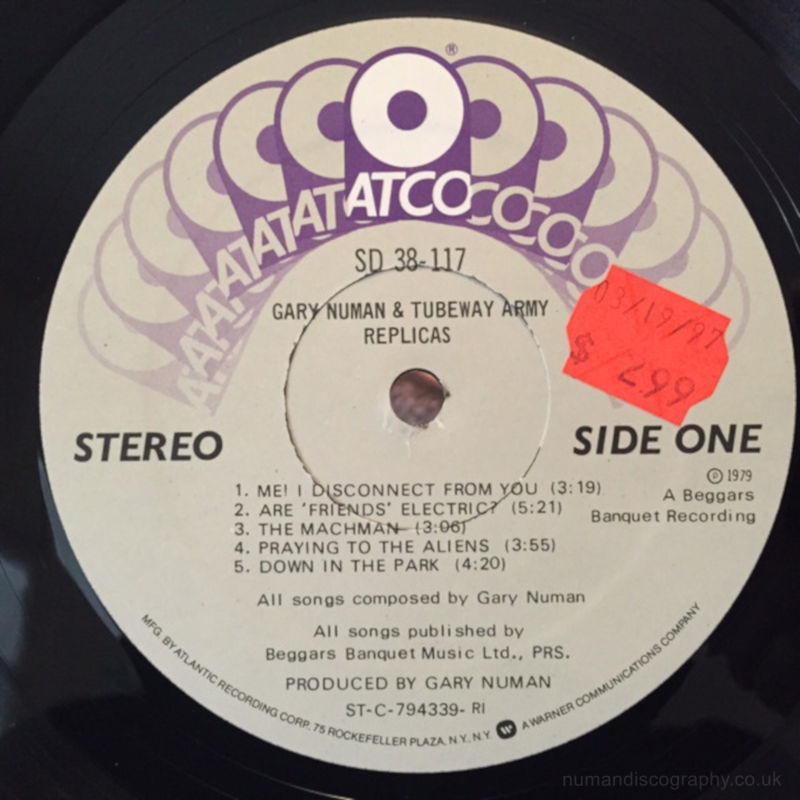 ®
ATCO
SD 38-117
GARY NUMAN & TUBEWAY ARMY
REPLICAS
03/19/97
$ 2.99
STEREO
SIDE ONE
Ⓟ 1979
A Beggars
Banquet Recording
1. ME! I DISCONNECT FROM YOU (3:19)
2. ARE 'FRIENDS' ELECTRIC? (5:21)
3. THE MACHMAN (3:06)
4. PRAYING TO THE ALIENS (3:55)
5. DOWN IN THE PARK (4:20)
All songs composed by Gary Numan
All songs published by
Beggars Banquet Music Ltd., PRS.
PRODUCED BY GARY NUMAN
ST-C-794339- RI
MFG. BY ATLANTIC RECORDING CORP. 75 ROCKEFELLER PLAZA, N.Y. N.Y. A WARNER COMMUNICATIONS COMPANY
numandiscography.co.uk